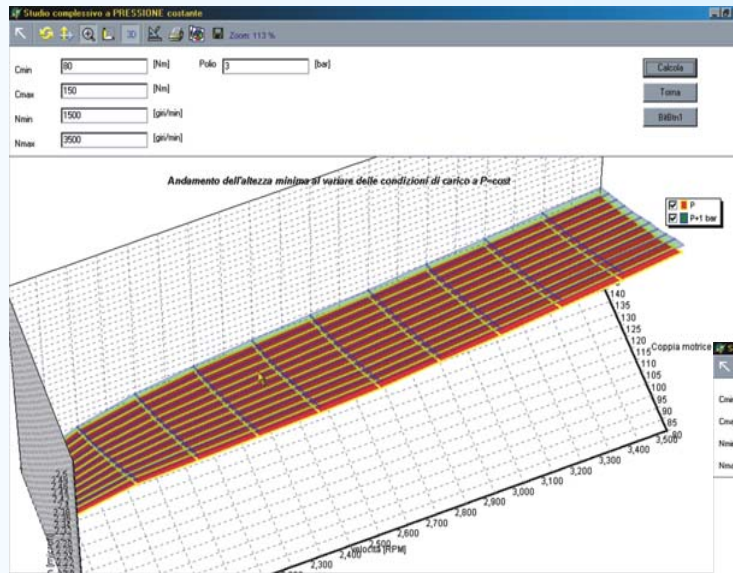 Studio complessivo a PRESSIONE costante
3D Zoom: 113 %
Cmin 80 [Nm] Polio 3 [bar] Calcola
Cmax 150 [Nm] Torna
Nmin 1500 [giri/min] BitBtn1
Nmax 3500 [giri/min]
Andamento dell'altezza minima al variare delle condizioni di carico a P=cost
P
P+1 bar
140
135
130
125
120
Coppia motrice
115
110
105
100
95
90
85
80
3,500
3,400
3,300
3,200
3,100
3,000
2,900
2,800
2,700
2,600
2,500
2,400
2,300
Velocità [RPM]
Cmin
Cma
Nmin
Nma